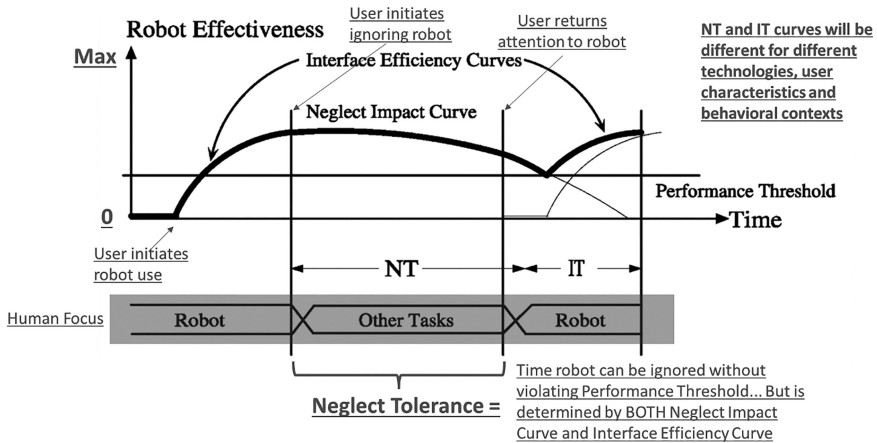 Robot Effectiveness
Max
User initiates
ignoring robot
User returns
attention to robot
NT and IT curves will be
different for different
technologies, user
characteristics and
behavioral contexts
Interface Efficiency Curves
Neglect Impact Curve
Performance Threshold
0
Time
User initiates
robot use
NT
IT
Human Focus
Robot
Other Tasks
Robot
Neglect Tolerance =
Time robot can be ignored without
violating Performance Threshold... But is
determined by BOTH Neglect Impact
Curve and Interface Efficiency Curve